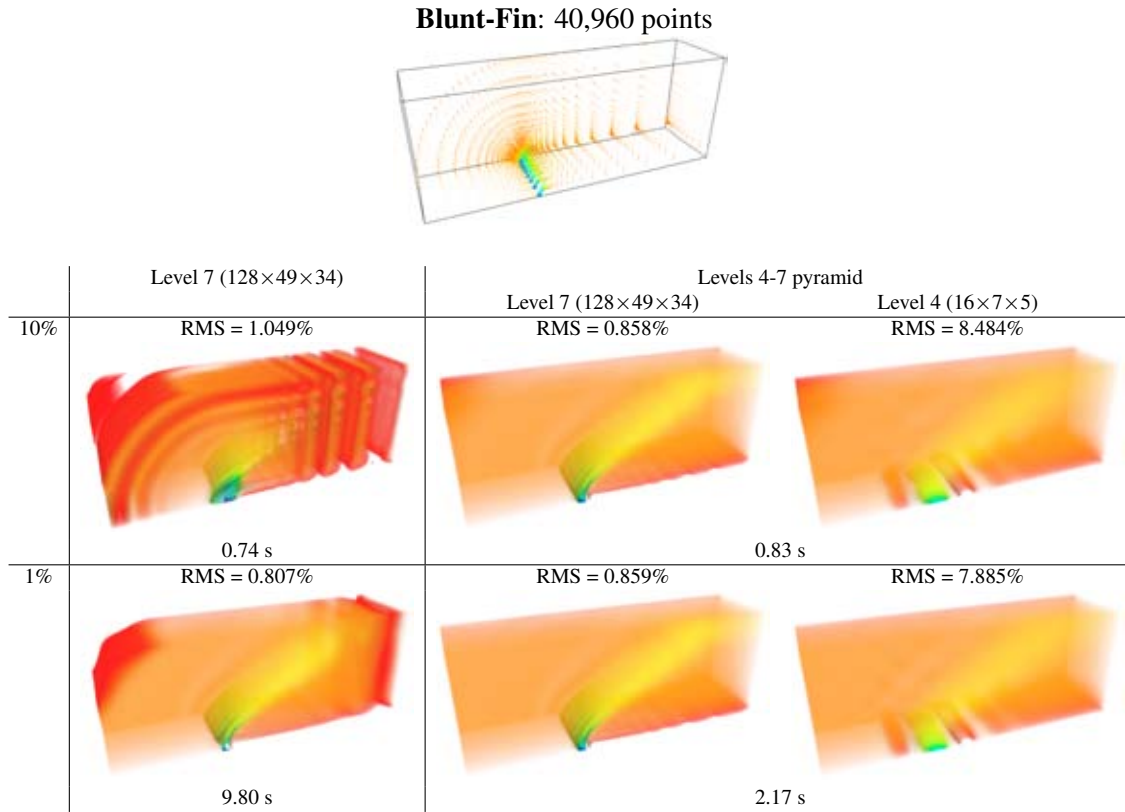 Blunt-Fin: 40,960 points
Level 7 (128×49×34)
Levels 4-7 pyramid
Level 7 (128×49×34)
Level 4 (16×7×5)
10%
RMS = 1.049%
RMS = 0.858%
RMS = 8.484%
0.74 s
0.83 s
1%
RMS = 0.807%
RMS = 0.859%
RMS = 7.885%
9.80 s
2.17 s